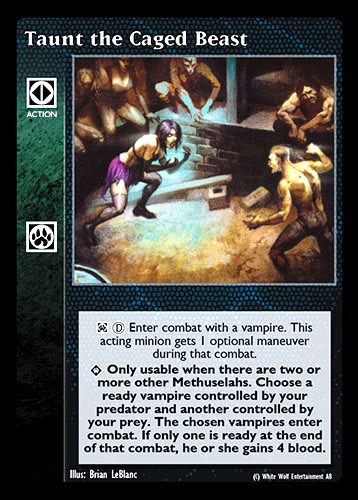 Taunt the Caged Beast
ACTION
D Enter combat with a vampire. This
acting minion gets 1 optional maneuver
during that combat.
Only usable when there are two or
more other Methuselahs. Choose a
ready vampire controlled by your
predator and another controlled by
your prey. The chosen vampires enter
combat. If only one is ready at the end
of that combat, he or she gains 4 blood.
Illus: Brian LeBlanc
(C) White Wolf Entertainment AB